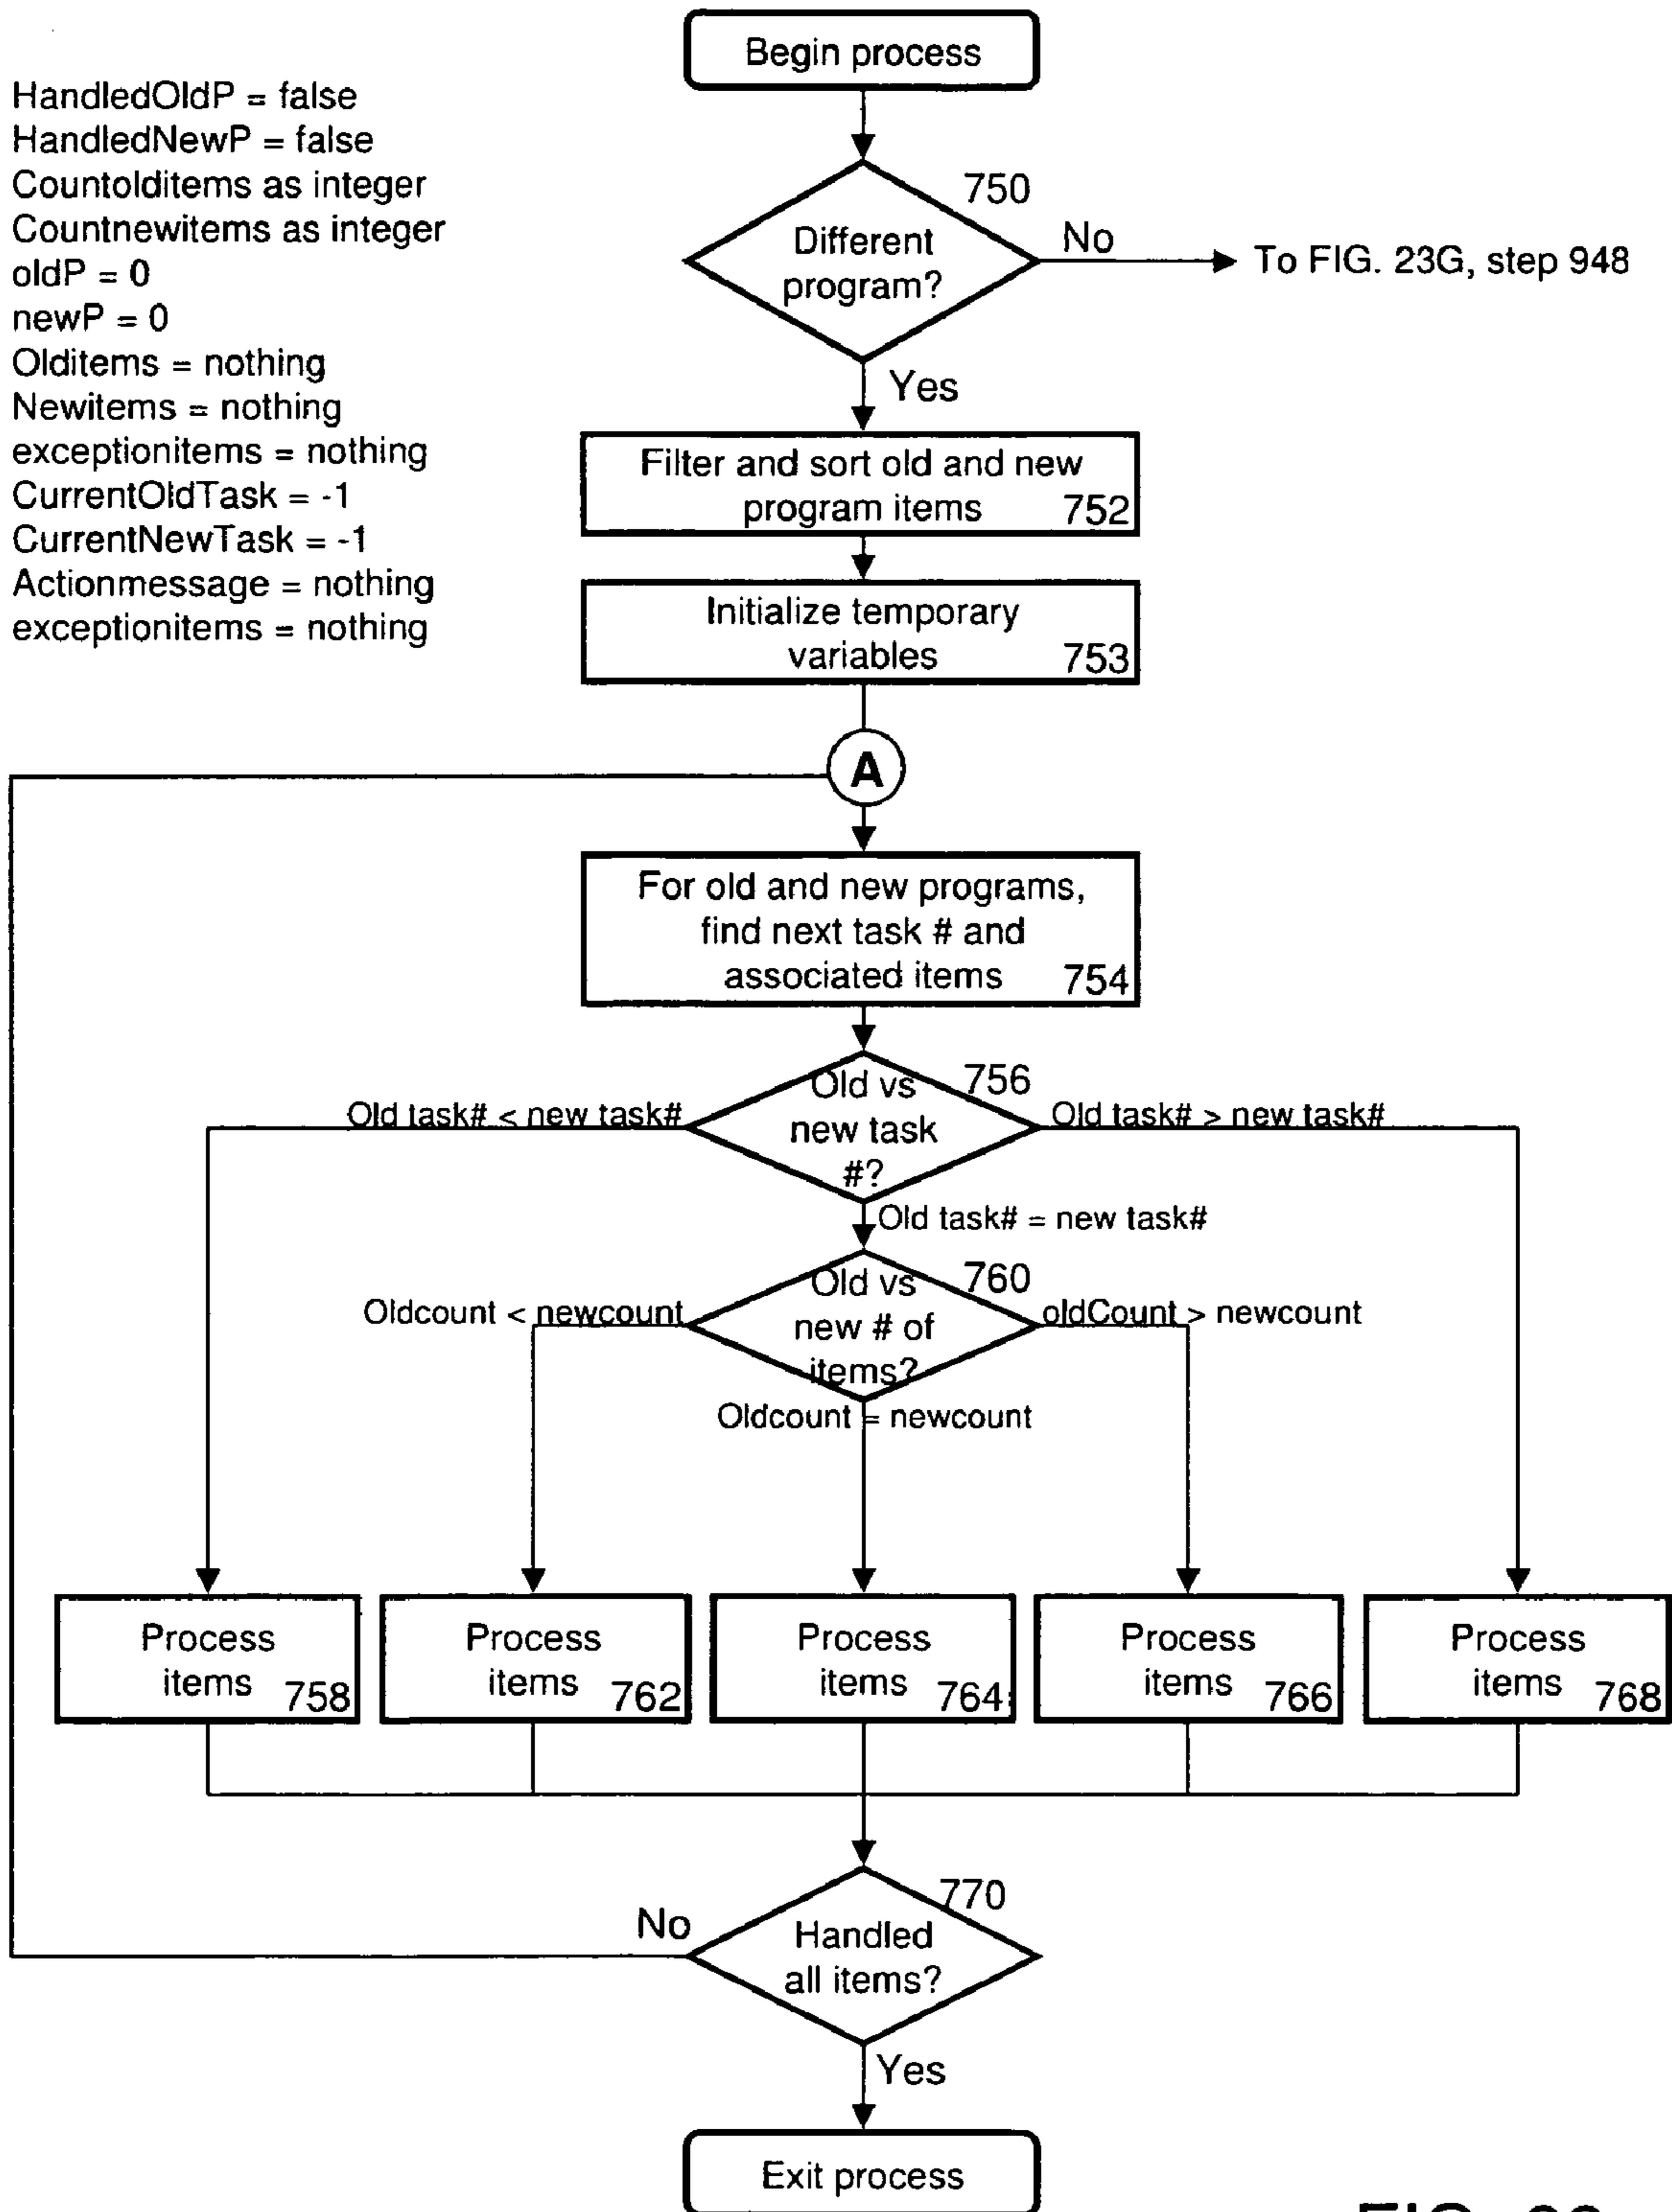 Begin process
HandledOldP = false
HandledNewP = false
Countolditems as integer
Countnewitems as integer
oldP = 0
newP = 0
Olditems = nothing
Newitems = nothing
exceptionitems = nothing
CurrentOldTask = -1
CurrentNewTask = -1
Actionmessage = nothing
exceptionitems = nothing
750
Different
program?
No
To FIG. 23G, step 948
Yes
Filter and sort old and new
program items 752
Initialize temporary
variables 753
A
For old and new programs,
find next task # and
associated items 754
756
Old vs
new task
#?
Old task# < new task#
Old task# > new task#
Old task# = new task#
760
Old vs
new # of
items?
Oldcount < newcount
oldCount > newcount
Oldcount = newcount
Process
items 758
Process
items 762
Process
items 764
Process
items 766
Process
items 768
770
Handled
all items?
No
Yes
Exit process